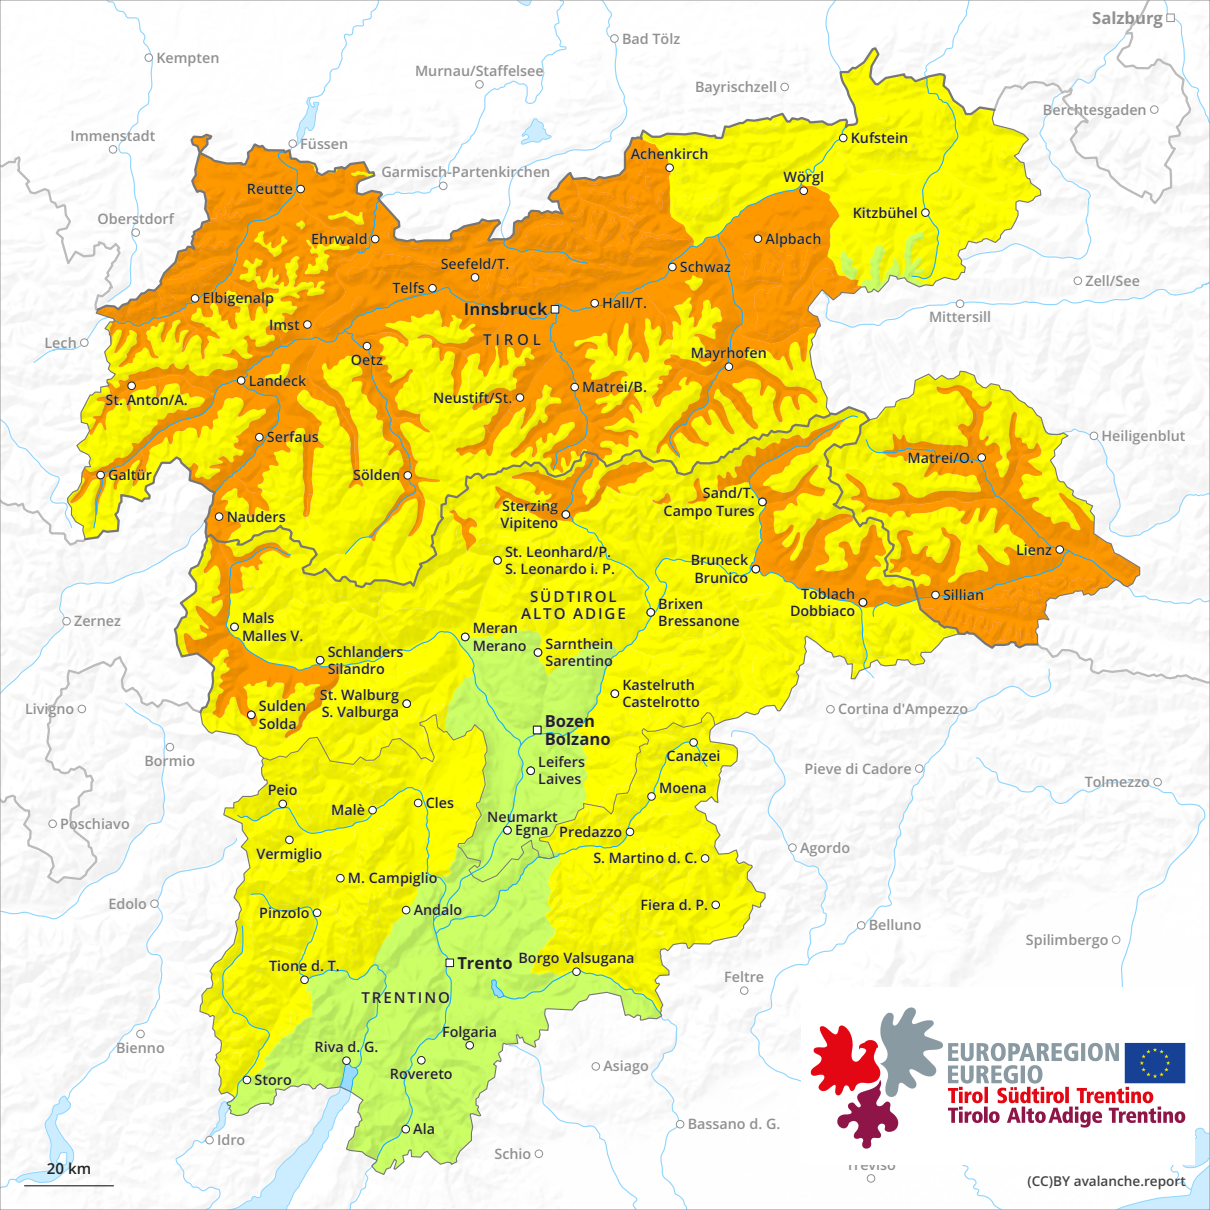 Salzburg
Bad Tölz
Kempten
Murnau/Staffelsee
Bayrischzell
Berchtesgaden
Immenstadt
Füssen
Kufstein
Achenkirch
Garmisch-Partenkirchen
Wörgl
Reutte
Oberstdorf
Kitzbühel
Ehrwald
Alpbach
Seefeld/T.
Schwaz
Zell/See
Telfs
Elbigenalp
Innsbruck
Hall/T.
Mittersill
Imst
TIROL
Lech
Oetz
Mayrhofen
Landeck
Matrei/B.
St. Anton/A.
Neustift/St.
Serfaus
Heiligenblut
Matrei/O.
Galtür
Sölden
Sand/T.
Campo Tures
Sterzing
Vipiteno
Nauders
St. Leonhard/P.
S. Leonardo i. P.
Lienz
Bruneck
Brunico
SÜDTIROL
ALTO ADIGE
Toblach
Dobbiaco
Sillian
Brixen
Bressanone
Zernez
Mals
Malles V.
Meran
Merano
Sarnthein
Sarentino
Schlanders
Silandro
Kastelruth
Castelrotto
St. Walburg
S. Valburga
Livigno
Sulden
Solda
Cortina d'Ampezzo
Bozen
Bolzano
Bormio
Canazei
Leifers
Laives
Pieve di Cadore
Tolmezzo
Peio
Moena
Malè
Cles
Neumarkt
Egna
Poschiavo
Predazzo
Vermiglio
Agordo
S. Martino d. C.
M. Campiglio
Edolo
Pinzolo
Andalo
Fiera d. P.
Belluno
Spilimbergo
Trento
Borgo Valsugana
Tione d. T.
Feltre
TRENTINO
Bienno
Folgaria
Riva d. G.
Asiago
Rovereto
Storo
EUROPAREGION
EUREGIO
Tirol Südtirol Trentino
Tirolo Alto Adige Trentino
Ala
Bassano d. G.
Idro
Schio
Treviso
20 km
(CC)BY avalanche.report